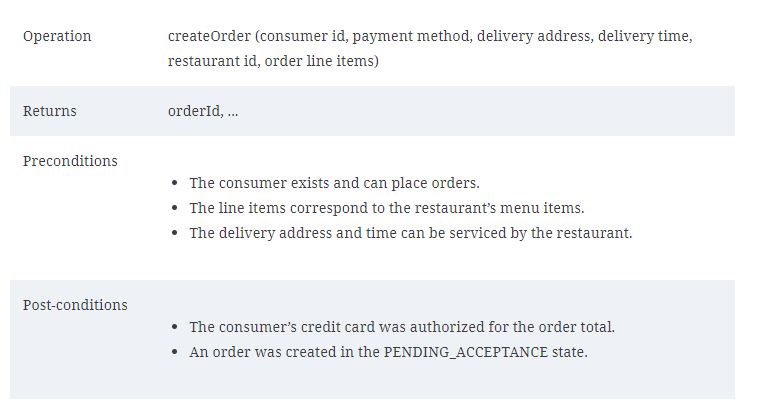 Operation
createOrder (consumer id, payment method, delivery address, delivery time,
restaurant id, order line items)
Returns
orderId, ...
Preconditions
• The consumer exists and can place orders.
• The line items correspond to the restaurant’s menu items.
• The delivery address and time can be serviced by the restaurant.
Post-conditions
• The consumer’s credit card was authorized for the order total.
• An order was created in the PENDING_ACCEPTANCE state.